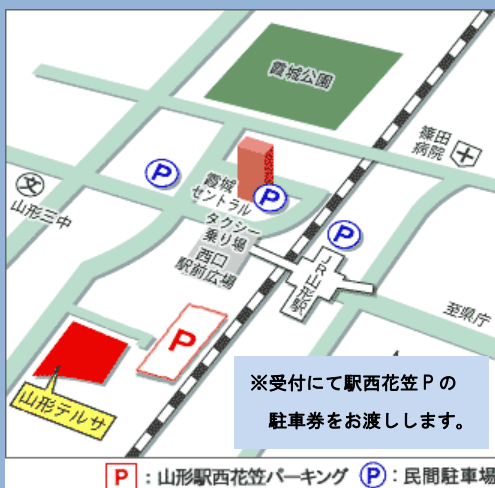 霞城公園
篠田
病院
P
山形三中
文
霞城
セントラル
P
タクシー
乗り場
P
西口
駅前広場
JR山形駅
至県庁
P
山形テルサ
※受付にて駅西花笠Pの
駐車券をお渡しします。
P:山形駅西花笠パーキング P:民間駐車場